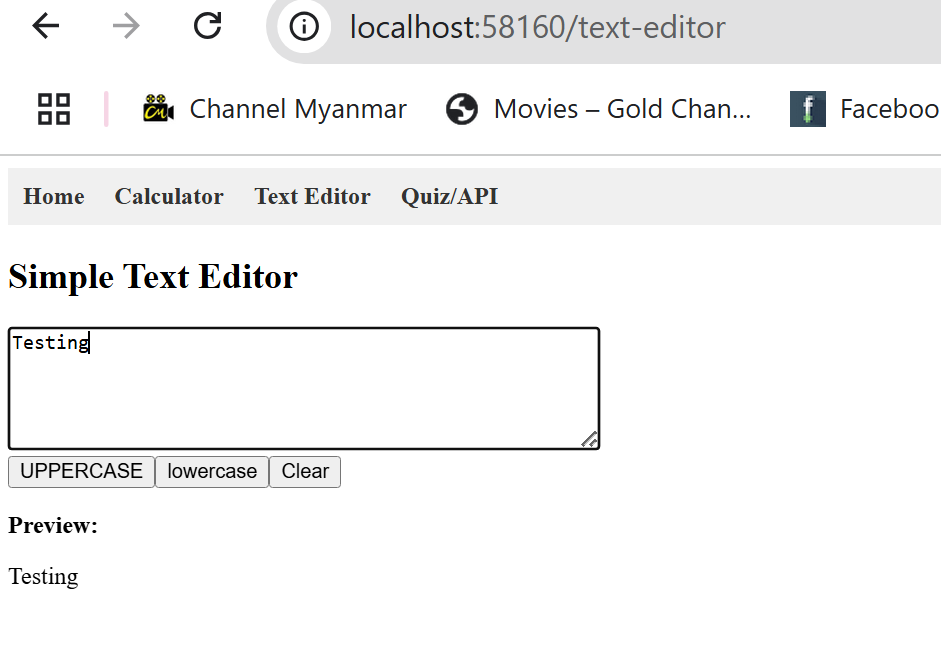 localhost:58160/text-editor
Channel Myanmar Movies – Gold Chan... Faceboo
Home Calculator Text Editor Quiz/API
Simple Text Editor
Testing
UPPERCASE lowercase Clear
Preview:
Testing